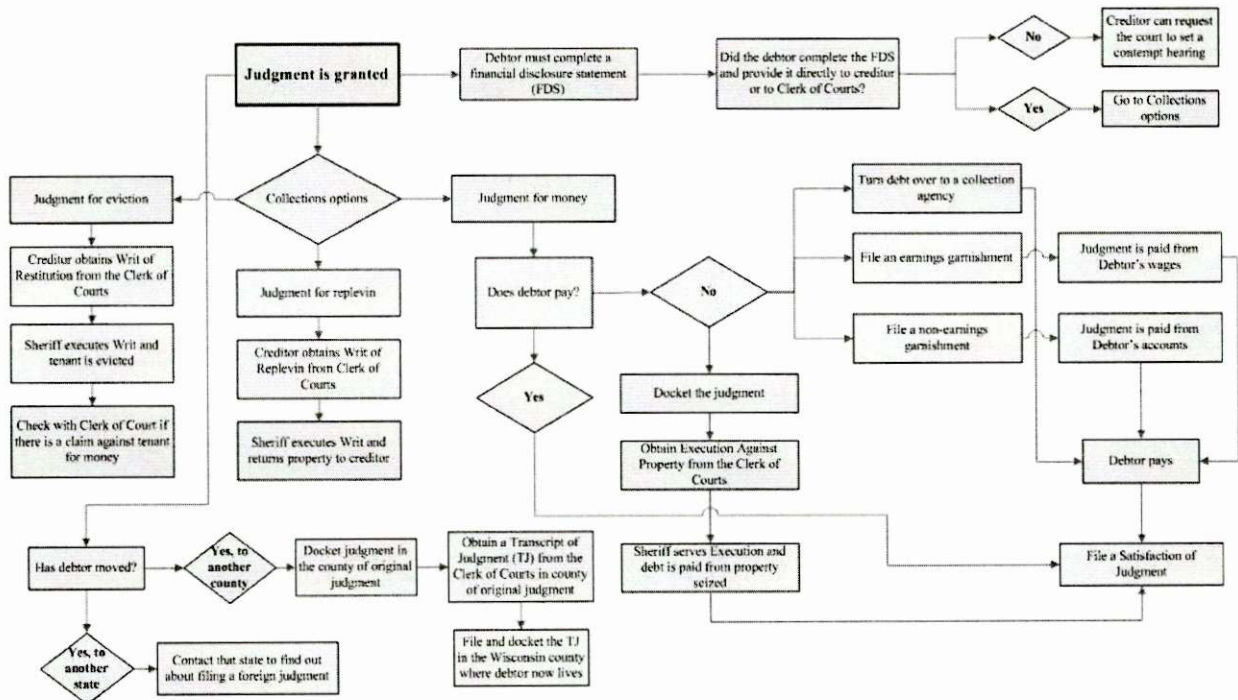 Judgment is granted
Debtor must complete a
financial disclosure statement
(FDS)
Did the debtor complete the FDS
and provide it directly to creditor
or to Clerk of Courts?
No
Creditor can request
the court to set a
contempt hearing
Yes
Go to Collections
options
Judgment for eviction
Collections options
Judgment for money
Turn debt over to a collection
agency
Creditor obtains Writ of
Restitution from the Clerk of
Courts
Judgment for replevin
Does debtor pay?
No
File an earnings garnishment
Judgment is paid from
Debtor's wages
Sheriff executes Writ and
tenant is evicted
Creditor obtains Writ of
Replevin from Clerk of
Courts
Yes
File a non-earnings
garnishment
Judgment is paid from
Debtor's accounts
Docket the judgment
Check with Clerk of Court if
there is a claim against tenant
for money
Sheriff executes Writ and
returns property to creditor
Obtain Execution Against
Property from the Clerk of
Courts
Debtor pays
Has debtor moved?
Yes, to
another
county
Docket judgment in
the county of original
judgment
Obtain a Transcript of
Judgment (TJ) from the
Clerk of Courts in county
of original judgment
Sheriff serves Execution and
debt is paid from property
seized
File a Satisfaction of
Judgment
Yes, to
another
state
Contact that state to find out
about filing a foreign judgment
File and docket the TJ
in the Wisconsin county
where debtor now lives